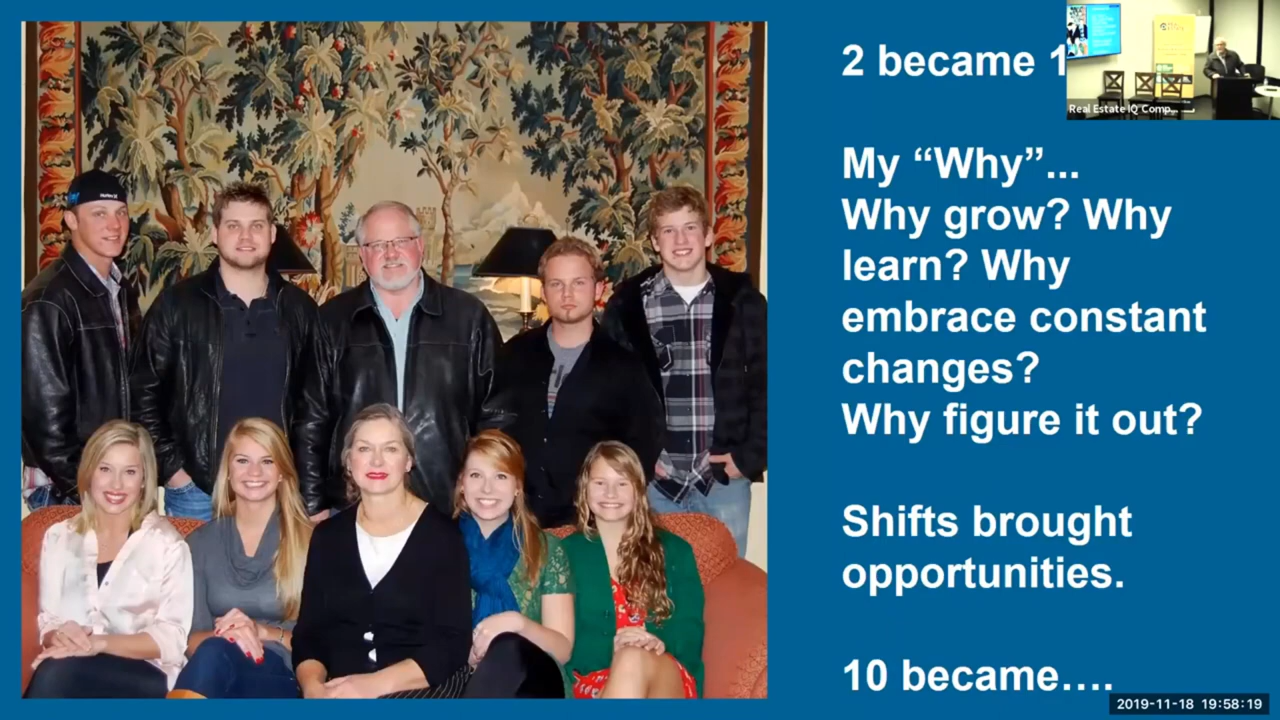 2 became 1
Real Estate IQ Comp...
My “Why”...
Why grow? Why
learn? Why
embrace constant
changes?
Why figure it out?
Shifts brought
opportunities.
10 became....
2019-11-18 19:58:19